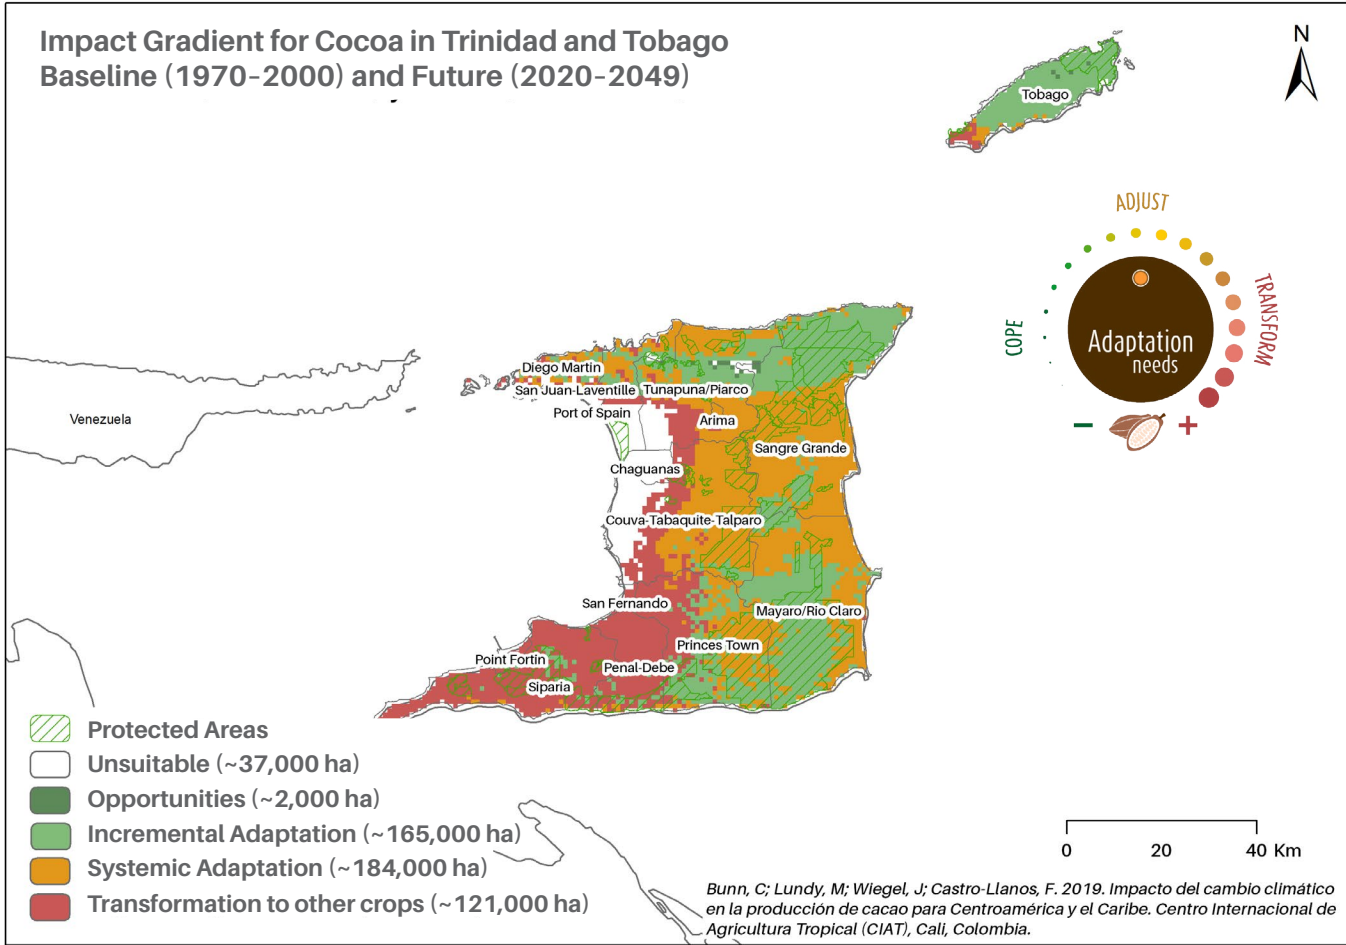 Impact Gradient for Cocoa in Trinidad and Tobago
Baseline (1970-2000) and Future (2020-2049)
N
Tobago
ADJUST
COPE
TRANSFORM
Adaptation
needs
Venezuela
Diego Martin
San Juan-Laventille
Tunapuna/Piarco
Port of Spain
Arima
Sangre Grande
Chaguanas
Couva-Tabaquite-Talparo
San Fernando
Mayaro/Rio Claro
Princes Town
Point Fortin
Penal-Debe
Siparia
Protected Areas
Unsuitable (~37,000 ha)
Opportunities (~2,000 ha)
Incremental Adaptation (~165,000 ha)
Systemic Adaptation (~184,000 ha)
Transformation to other crops (~121,000 ha)
0 20 40 Km
Bunn, C; Lundy, M; Wiegel, J; Castro-Llanos, F. 2019. Impacto del cambio climático
en la producción de cacao para Centroamérica y el Caribe. Centro Internacional de
Agricultura Tropical (CIAT), Cali, Colombia.